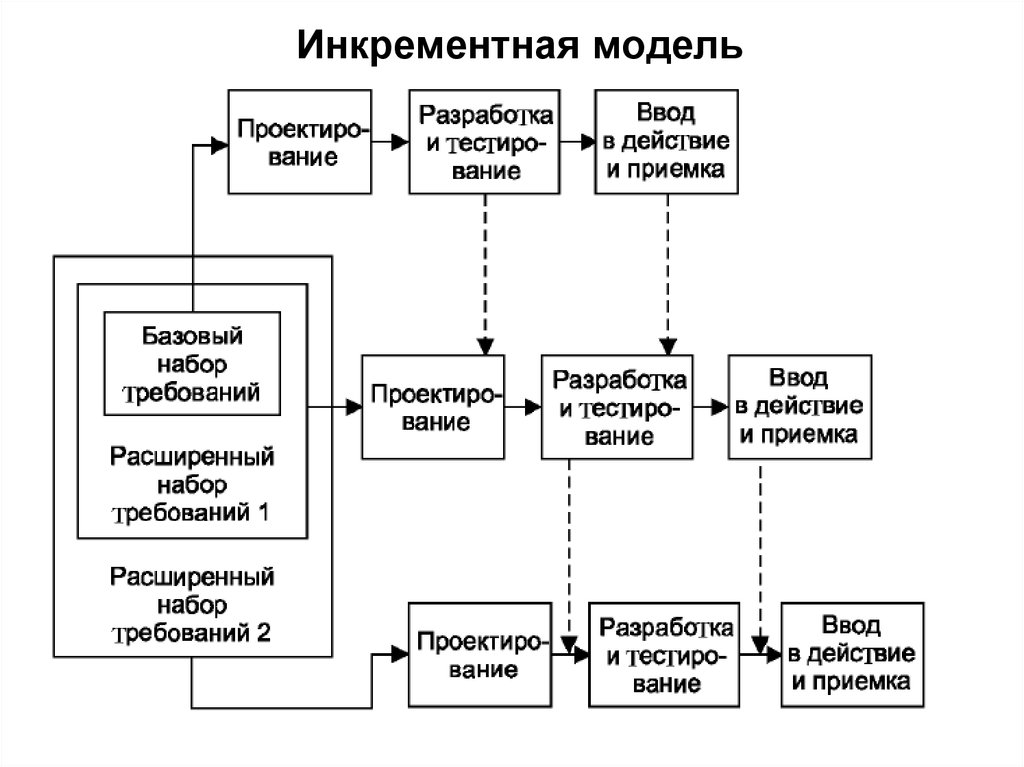 Инкрементная модель
Проектиро-
вание
Разработка
и тестиро-
вание
Ввод
в действие
и приемка
Базовый
набор
требований
Расширенный
набор
требований 1
Расширенный
набор
требований 2
Проектиро-
вание
Разработка
и тестиро-
вание
Ввод
в действие
и приемка
Проектиро-
вание
Разработка
и тестиро-
вание
Ввод
в действие
и приемка